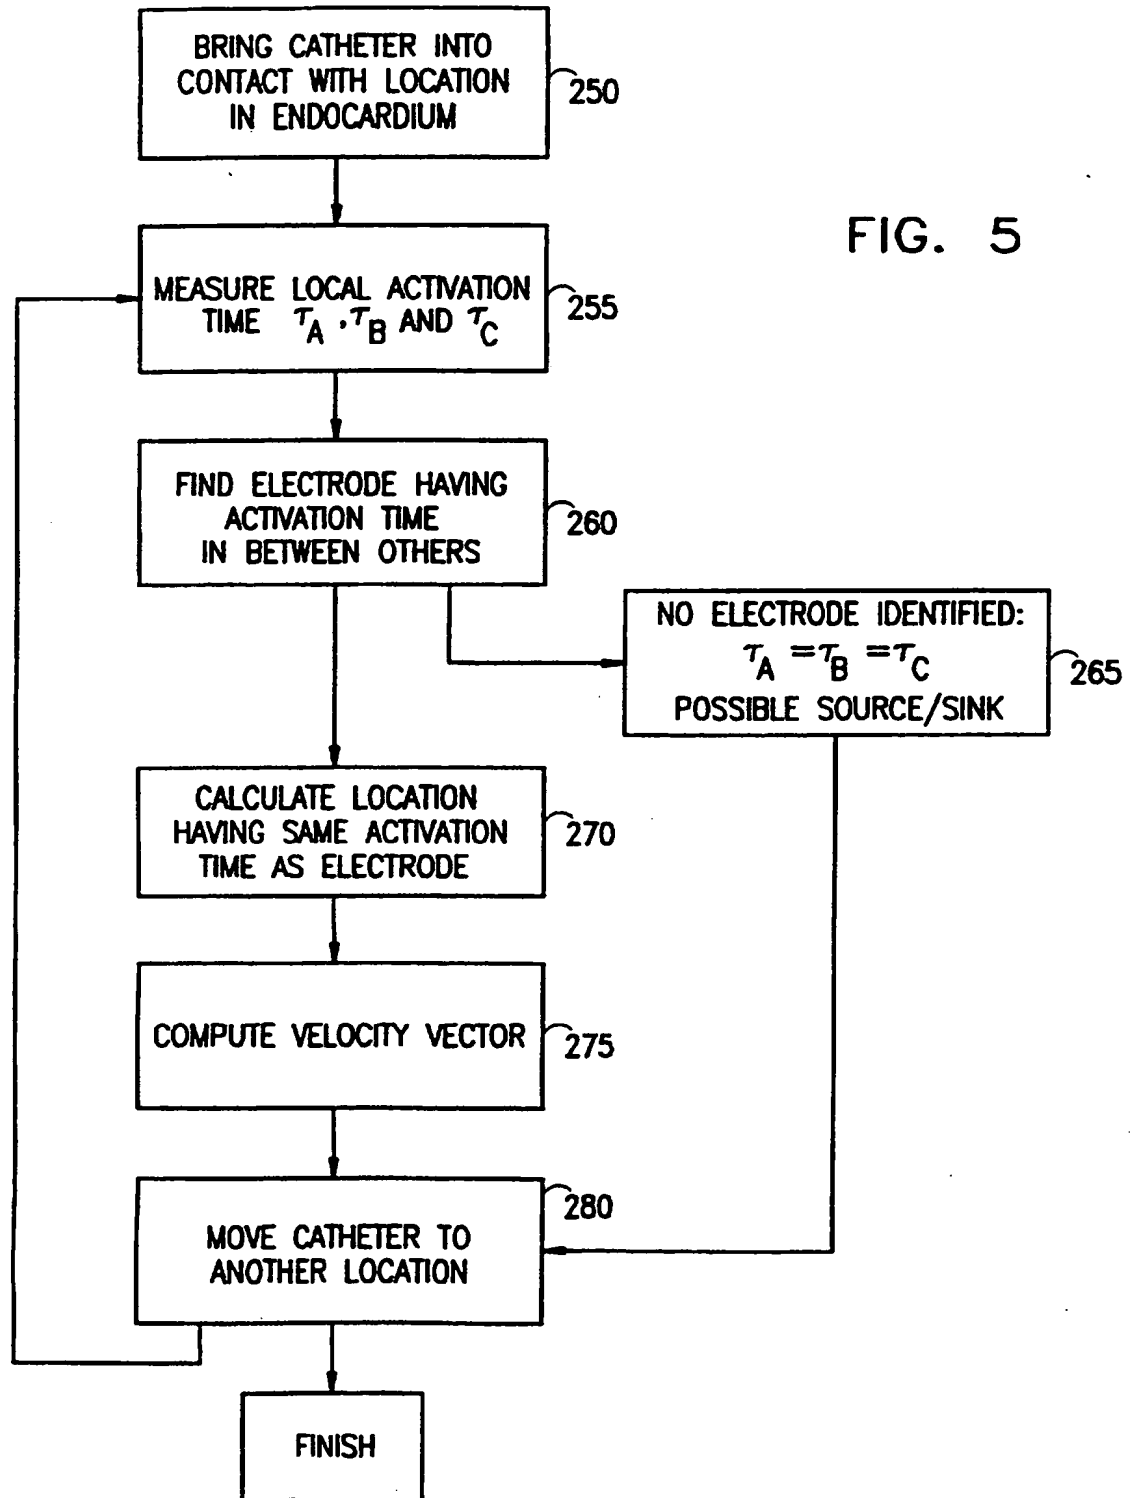 BRING CATHETER INTO
CONTACT WITH LOCATION
IN ENDOCARDIUM
250
FIG. 5
MEASURE LOCAL ACTIVATION
TIME τA , τB AND τC
255
FIND ELECTRODE HAVING
ACTIVATION TIME
IN BETWEEN OTHERS
260
NO ELECTRODE IDENTIFIED:
τA = τB = τC
POSSIBLE SOURCE/SINK
265
CALCULATE LOCATION
HAVING SAME ACTIVATION
TIME AS ELECTRODE
270
COMPUTE VELOCITY VECTOR
275
MOVE CATHETER TO
ANOTHER LOCATION
280
FINISH